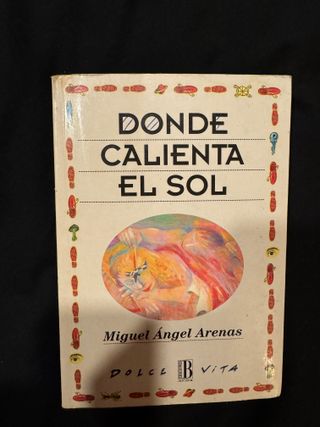 DONDE
CALIENTA
EL SOL
Miguel Ángel Arenas
B
DOLCE VITA